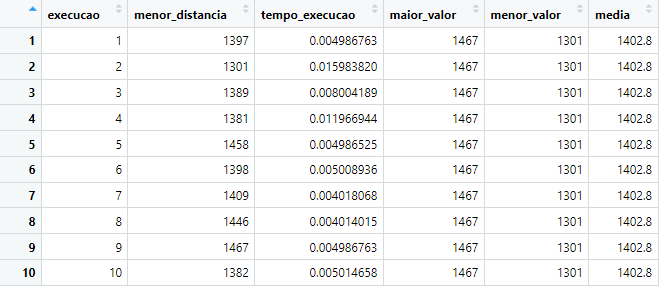 execucao menor_distancia tempo_execucao maior_valor menor_valor media
1 1 1397 0.004986763 1467 1301 1402.8
2 2 1301 0.015983820 1467 1301 1402.8
3 3 1389 0.008004189 1467 1301 1402.8
4 4 1381 0.011966944 1467 1301 1402.8
5 5 1458 0.004986525 1467 1301 1402.8
6 6 1398 0.005008936 1467 1301 1402.8
7 7 1409 0.004018068 1467 1301 1402.8
8 8 1446 0.004014015 1467 1301 1402.8
9 9 1467 0.004986763 1467 1301 1402.8
10 10 1382 0.005014658 1467 1301 1402.8